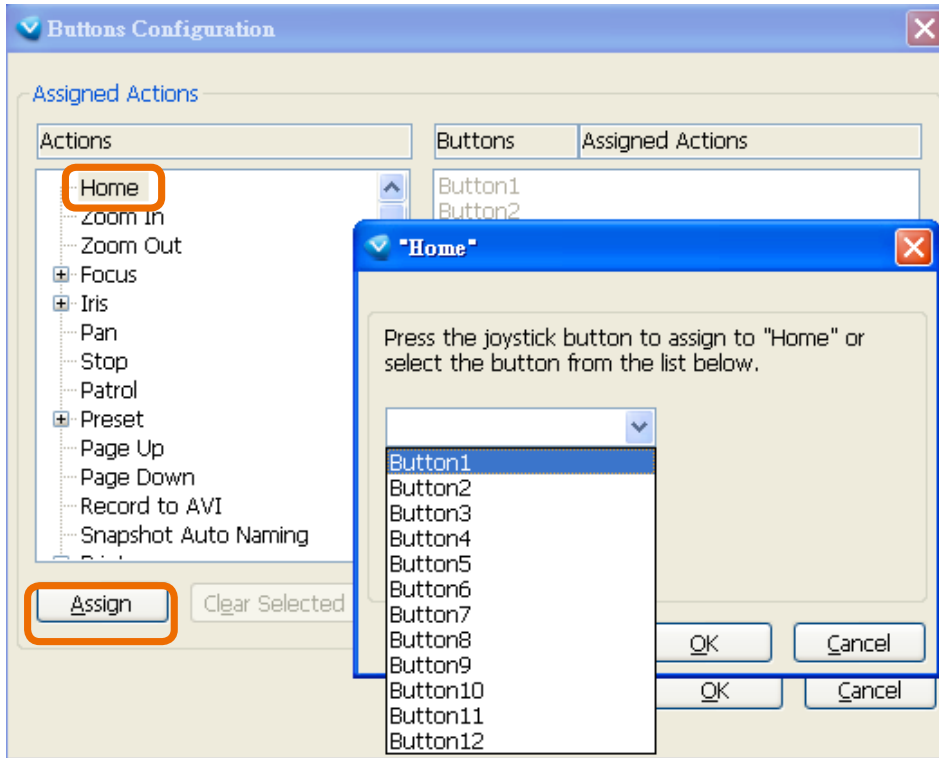 Buttons Configuration
Assigned Actions
Actions
Buttons
Assigned Actions
Home
Zoom In
Zoom Out
Focus
Iris
Pan
Stop
Patrol
Preset
Page Up
Page Down
Record to AVI
Snapshot Auto Naming
Button1
Button2
Assign
Clear Selected
"Home"
Press the joystick button to assign to "Home" or
select the button from the list below.
Button1
Button2
Button3
Button4
Button5
Button6
Button7
Button8
Button9
Button10
Button11
Button12
OK
Cancel
OK
Cancel